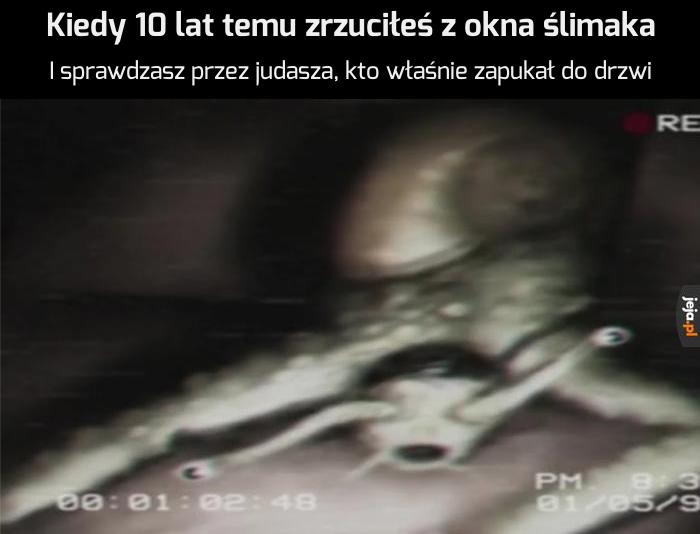 Kiedy 10 lat temu zrzuciłeś z okna ślimaka
I sprawdzasz przez judasza, kto właśnie zapukał do drzwi
RE
jeja.pl
00:01:02:48
PM 8:3
01/05/9